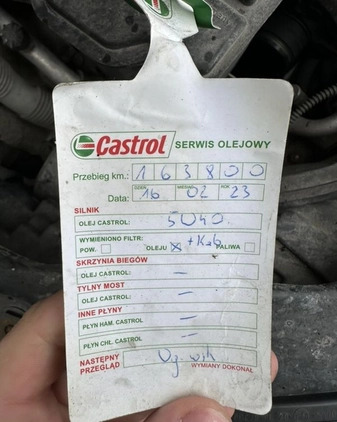 Castrol SERWIS OLEJOWY
Przebieg km.: 163800
DZIEŃ MIESIĄC ROK
Data: 16 02 23
SILNIK
OLEJ CASTROL: 5W40
WYMIENIONO FILTR: + Kab
POW. OLEJU x PALIWA
SKRZYNIA BIEGÓW
OLEJ CASTROL: –
TYLNY MOST
OLEJ CASTROL: –
INNE PŁYNY
PŁYN HAM. CASTROL –
PŁYN CHŁ. CASTROL –
NASTĘPNY
PRZEGLĄD
WYMIANY DOKONAŁ